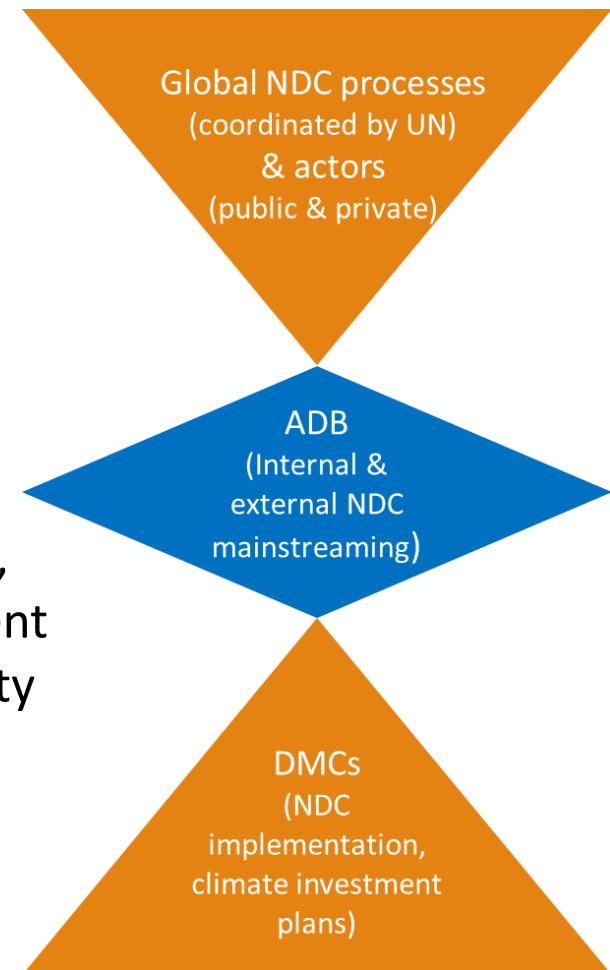 Global NDC processes
(coordinated by UN)
& actors
(public & private)
ADB
(Internal &
external NDC
mainstreaming)
,
ent
ty
DMCs
(NDC
implementation,
climate investment
plans)